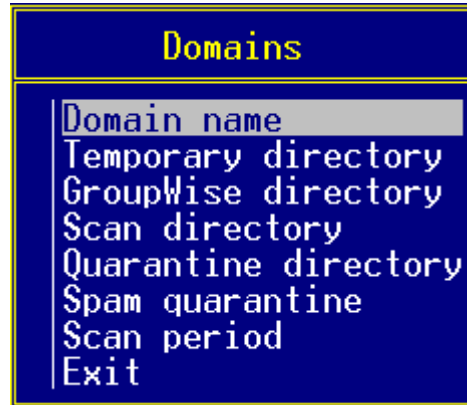 Domains
Domain name
Temporary directory
GroupWise directory
Scan directory
Quarantine directory
Spam quarantine
Scan period
Exit